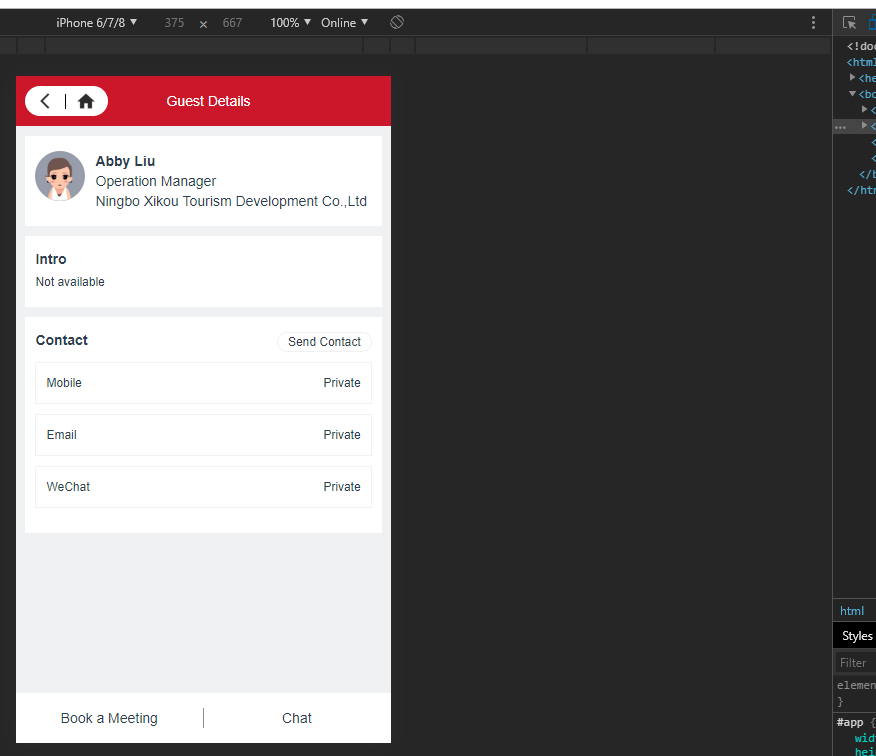 iPhone 6/7/8 ▼ 375 × 667 100% ▼ Online ▼
Guest Details
Abby Liu
Operation Manager
Ningbo Xikou Tourism Development Co.,Ltd
Intro
Not available
Contact
Send Contact
Mobile Private
Email Private
WeChat Private
Book a Meeting
Chat
<!doc
<html
▶<he
▼<bo
▶<
... ▶<
<
<
</b
</htm
html
Styles
Filter
elemen
}
#app {
widt
heig